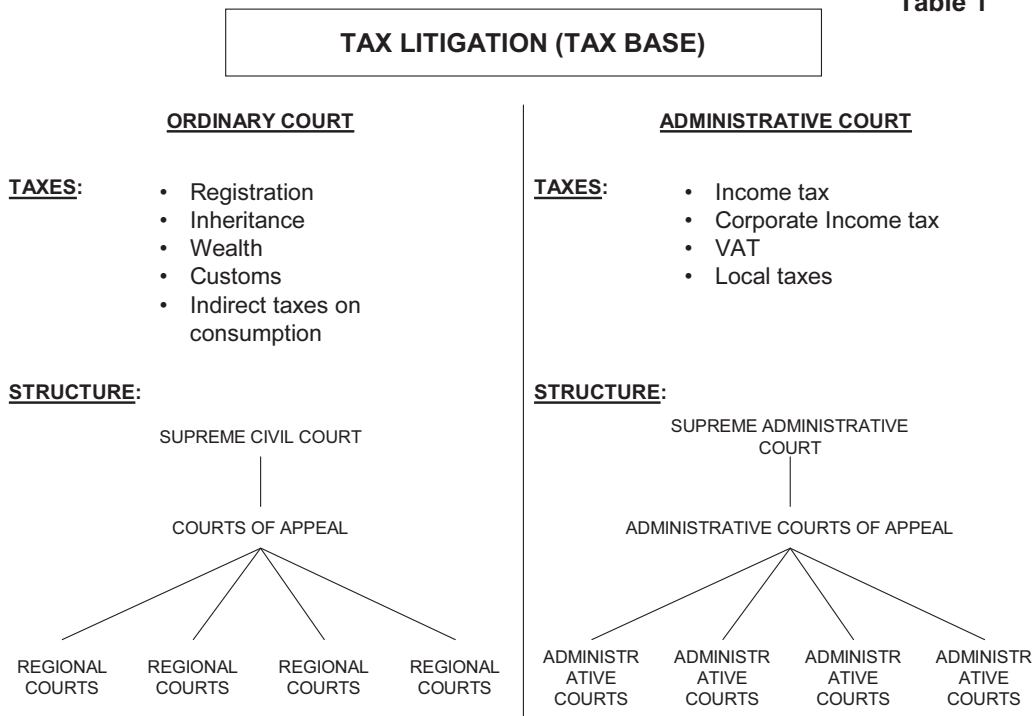 Table 1
TAX LITIGATION (TAX BASE)
ORDINARY COURT
TAXES:
• Registration
• Inheritance
• Wealth
• Customs
• Indirect taxes on
consumption
STRUCTURE:
SUPREME CIVIL COURT
COURTS OF APPEAL
REGIONAL
COURTS
REGIONAL
COURTS
REGIONAL
COURTS
REGIONAL
COURTS
ADMINISTRATIVE COURT
TAXES:
• Income tax
• Corporate Income tax
• VAT
• Local taxes
STRUCTURE:
SUPREME ADMINISTRATIVE
COURT
ADMINISTRATIVE COURTS OF APPEAL
ADMINISTR
ATIVE
COURTS
ADMINISTR
ATIVE
COURTS
ADMINISTR
ATIVE
COURTS
ADMINISTR
ATIVE
COURTS